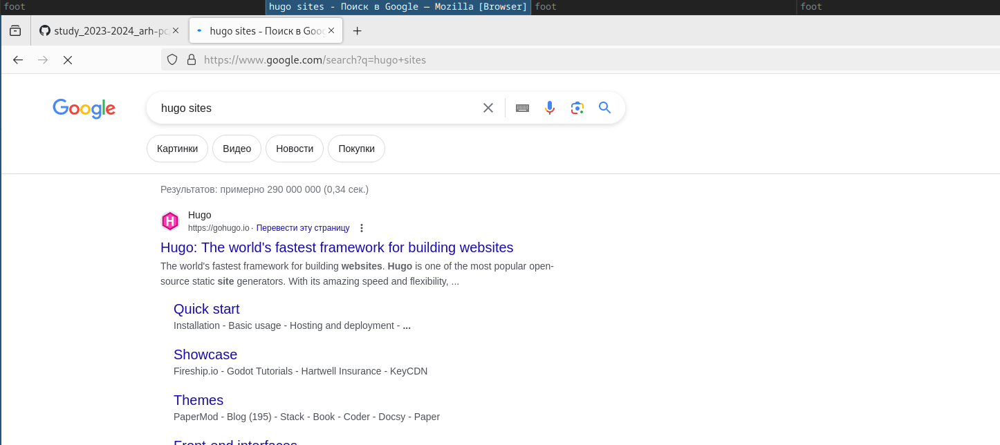 foot hugo sites - Поиск в Google — Mozilla [Browser] foot foot
study_2023-2024_arh-pc hugo sites - Поиск в Goo
https://www.google.com/search?q=hugo+sites
Google hugo sites
Картинки Видео Новости Покупки
Результатов: примерно 290 000 000 (0,34 сек.)
Hugo
https://gohugo.io · Перевести эту страницу
Hugo: The world's fastest framework for building websites
The world's fastest framework for building websites. Hugo is one of the most popular open-
source static site generators. With its amazing speed and flexibility, ...
Quick start
Installation - Basic usage - Hosting and deployment - ...
Showcase
Fireship.io - Godot Tutorials - Hartwell Insurance - KeyCDN
Themes
PaperMod - Blog (195) - Stack - Book - Coder - Docsy - Paper
Front-end interfaces